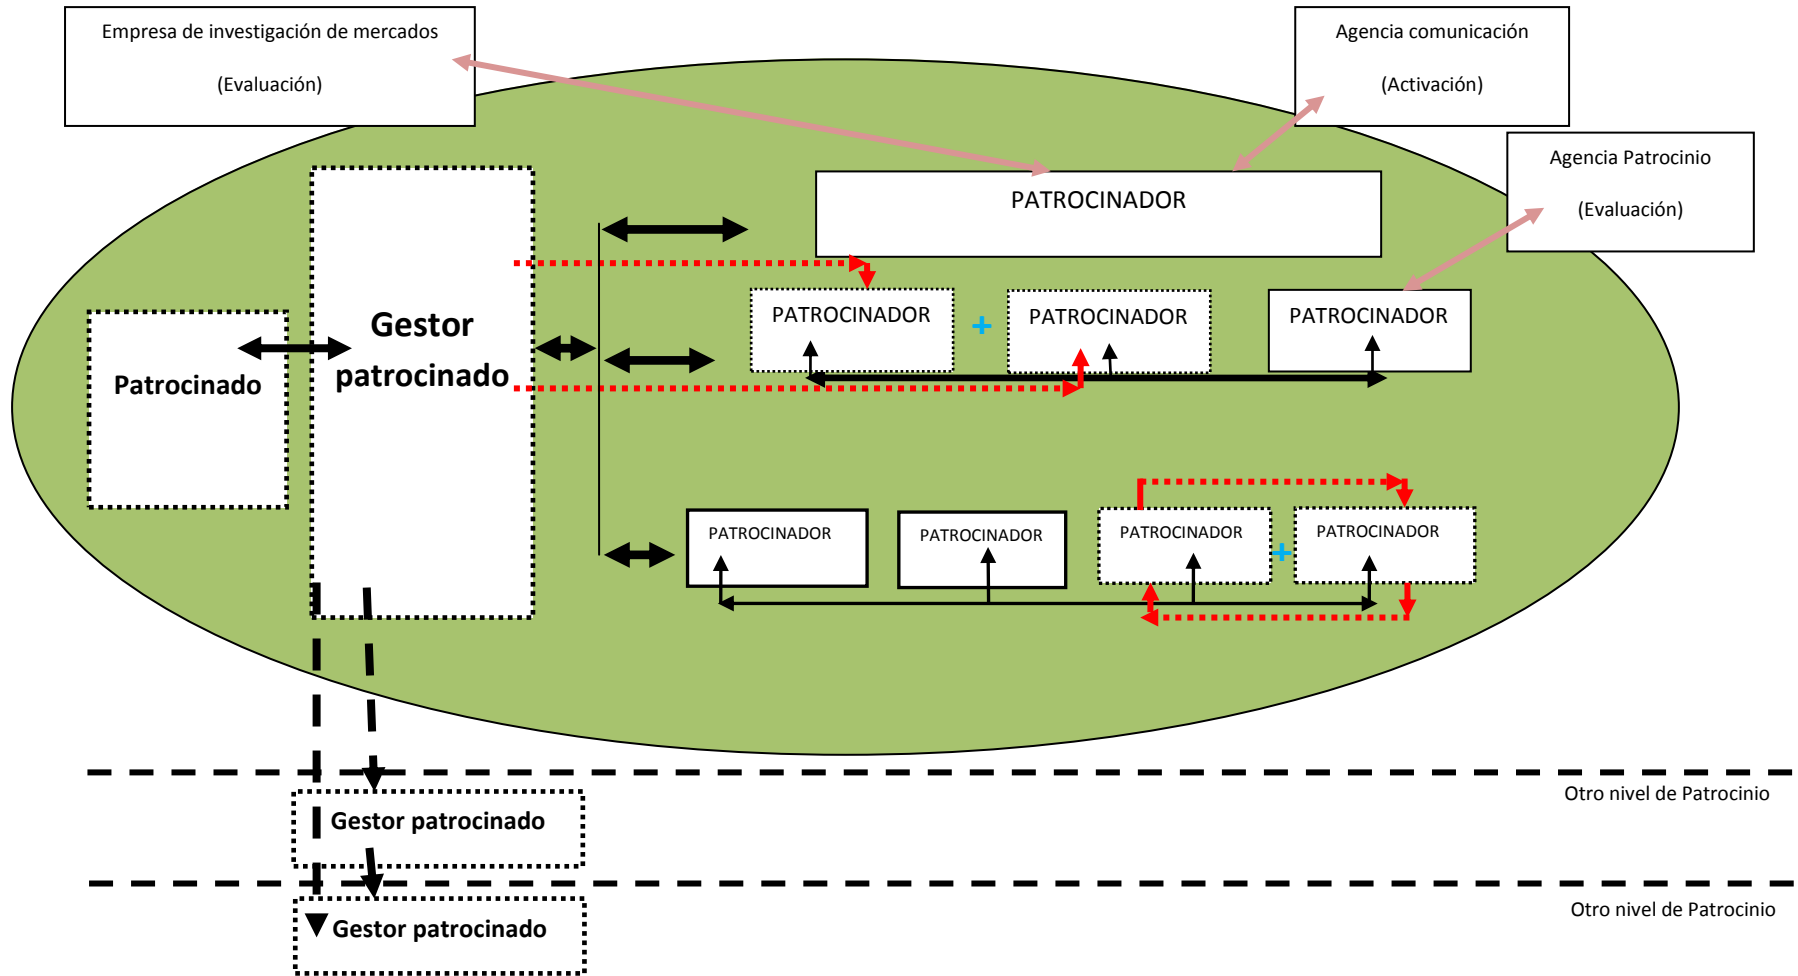 Empresa de investigación de mercados
(Evaluación)
Agencia comunicación
(Activación)
Agencia Patrocinio
(Evaluación)
PATROCINADOR
Gestor
patrocinado
PATROCINADOR
+
PATROCINADOR
PATROCINADOR
Patrocinado
PATROCINADOR
PATROCINADOR
PATROCINADOR
+
PATROCINADOR
Otro nivel de Patrocinio
Gestor patrocinado
Otro nivel de Patrocinio
Gestor patrocinado